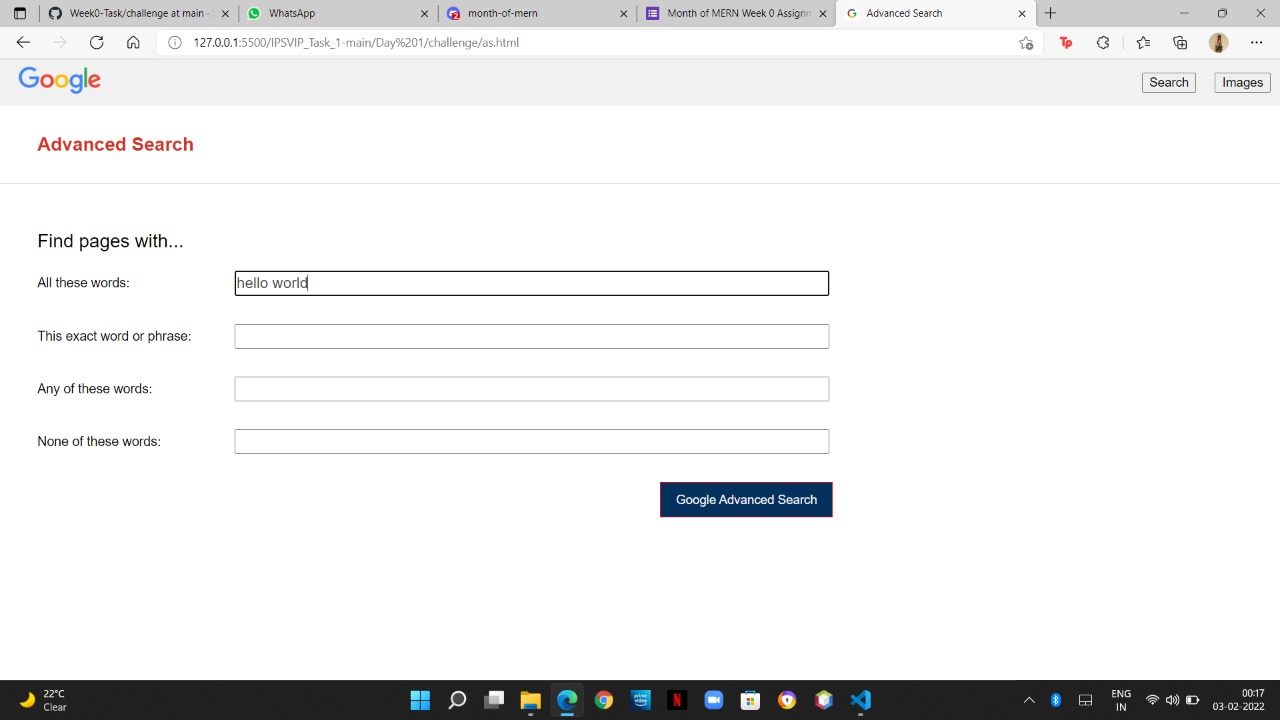 Week0-Task/challenge at main ·
WhatsApp
month-of-mern
Month of MERN Week 0 Assignm
Advanced Search
127.0.0.1:5500/IPSVIP_Task_1-main/Day%201/challenge/as.html
Google
Search
Images
Advanced Search
Find pages with...
All these words:
hello world
This exact word or phrase:
Any of these words:
None of these words:
Google Advanced Search
22°C
Clear
ENG
IN
00:17
03-02-2022